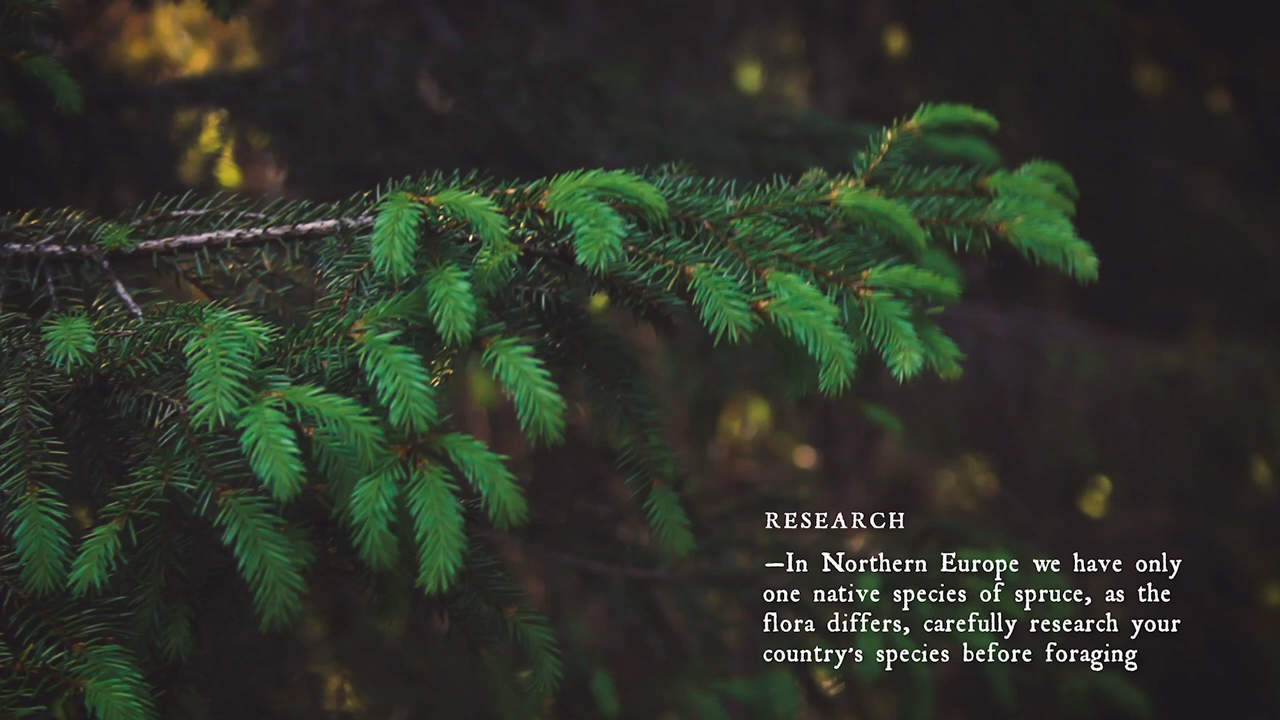 RESEARCH
—In Northern Europe we have only
one native species of spruce, as the
flora differs, carefully research your
country's species before foraging